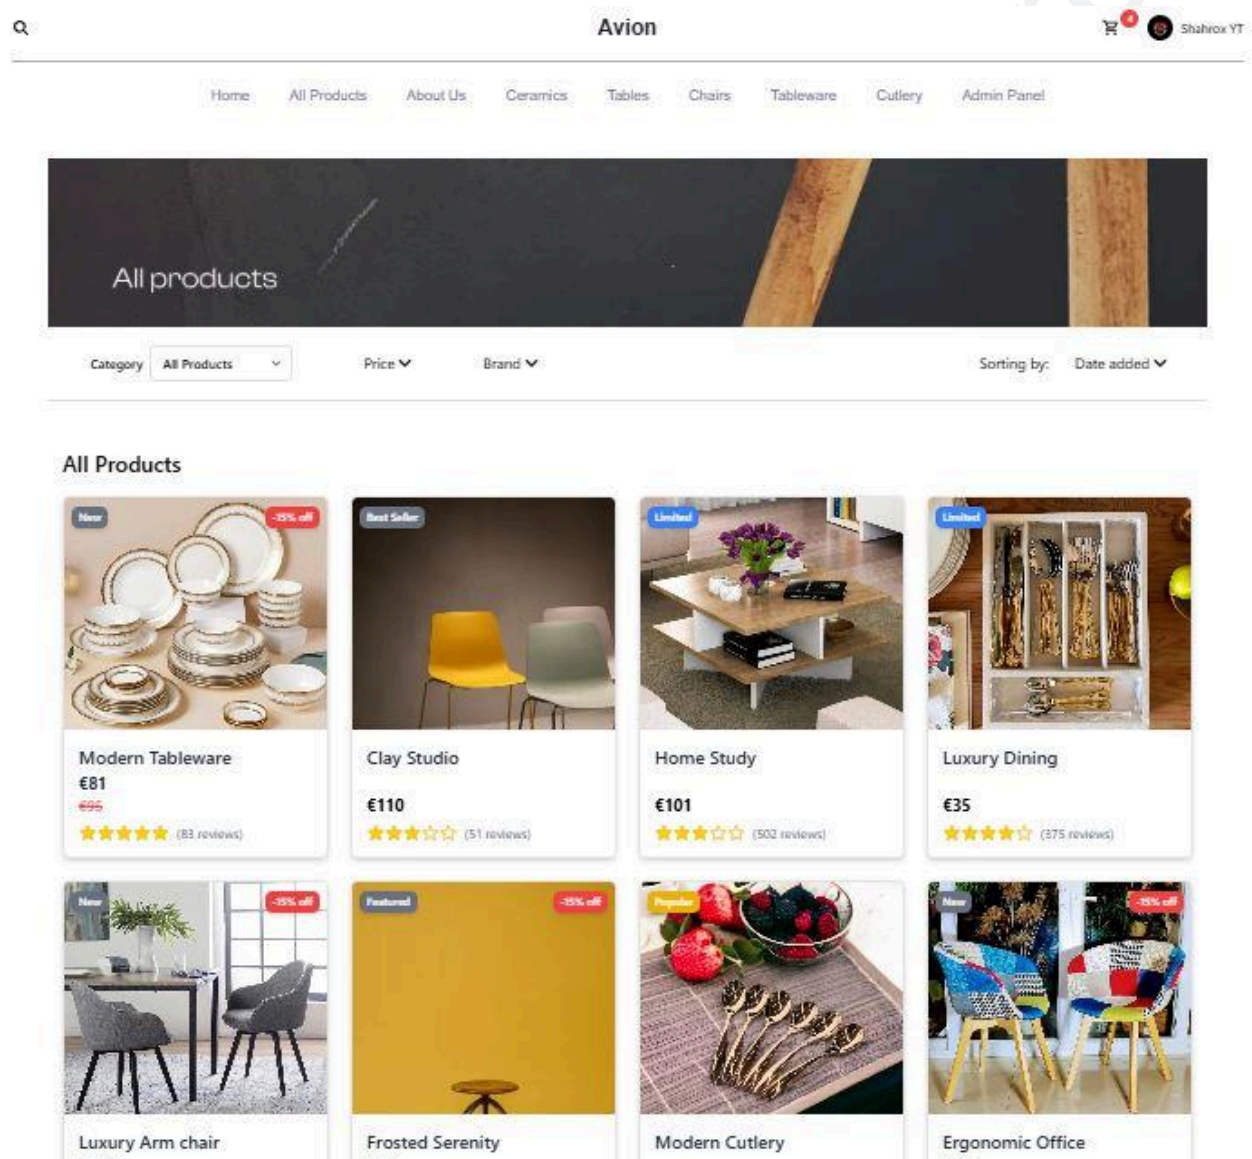 Avion
4
Shahrox YT
Home All Products About Us Ceramics Tables Chairs Tableware Cutlery Admin Panel
All products
Category All Products Price Brand Sorting by: Date added
All Products
New -15% off Best Seller Limited Limited
Modern Tableware Clay Studio Home Study Luxury Dining
€81
€95 €110 €101 €35
(83 reviews) (51 reviews) (502 reviews) (375 reviews)
New -15% off Featured -15% off Popular New -15% off
Luxury Arm chair Frosted Serenity Modern Cutlery Ergonomic Office